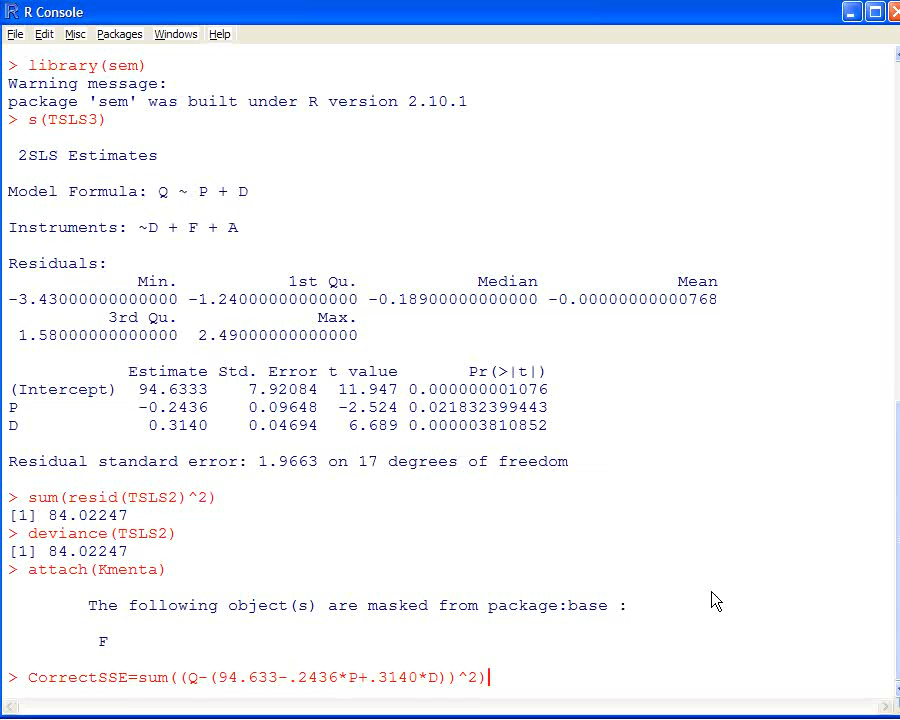 R Console
File Edit Misc Packages Windows Help
> library(sem)
Warning message:
package 'sem' was built under R version 2.10.1
> s(TSLS3)
2SLS Estimates
Model Formula: Q ~ P + D
Instruments: ~D + F + A
Residuals:
Min. 1st Qu. Median Mean
-3.43000000000000 -1.24000000000000 -0.18900000000000 -0.00000000000768
3rd Qu. Max.
1.58000000000000 2.49000000000000
Estimate Std. Error t value Pr(>|t|)
(Intercept) 94.6333 7.92084 11.947 0.000000001076
P -0.2436 0.09648 -2.524 0.021832399443
D 0.3140 0.04694 6.689 0.000003810852
Residual standard error: 1.9663 on 17 degrees of freedom
> sum(resid(TSLS2)^2)
[1] 84.02247
> deviance(TSLS2)
[1] 84.02247
> attach(Kmenta)
The following object(s) are masked from package:base :
F
> CorrectSSE=sum((Q-(94.633-.2436*P+.3140*D))^2)